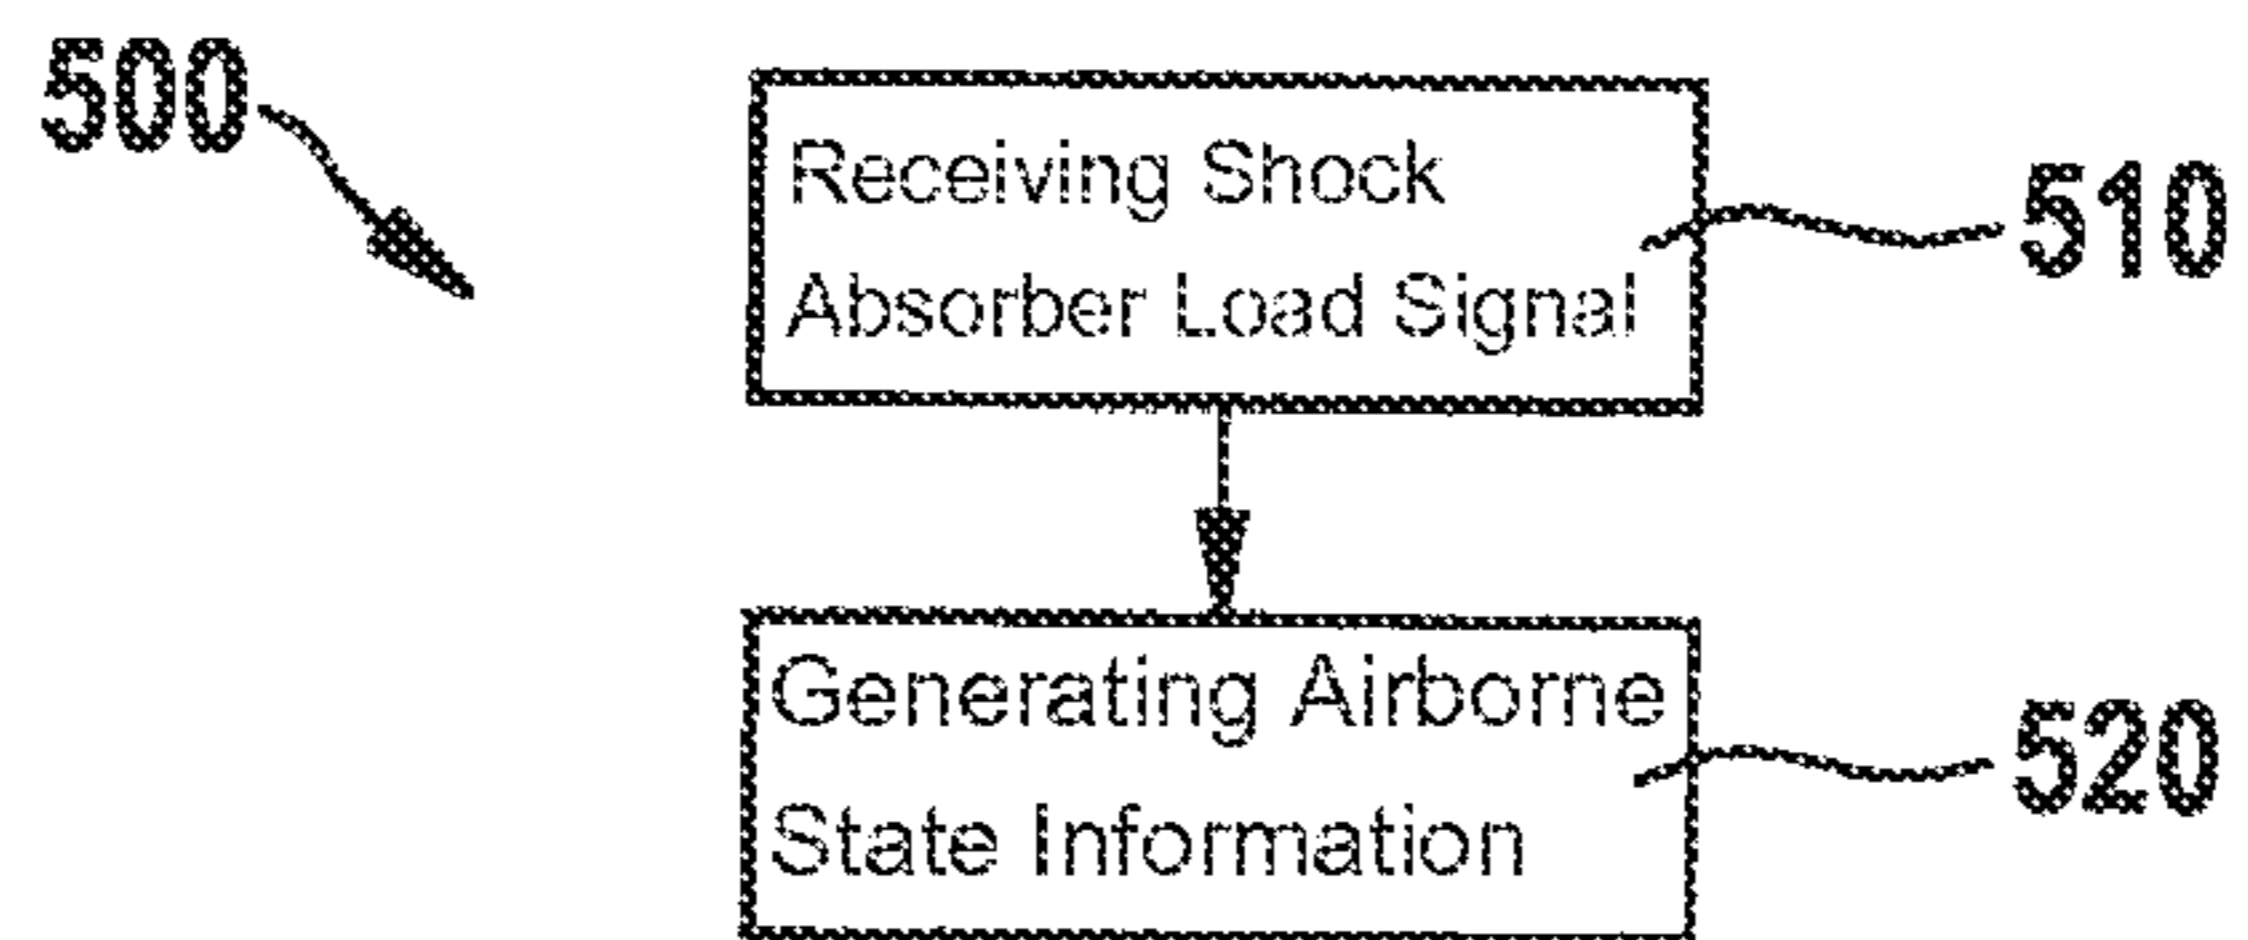 500
Receiving Shock
Absorber Load Signal
510
Generating Airborne
State Information
520